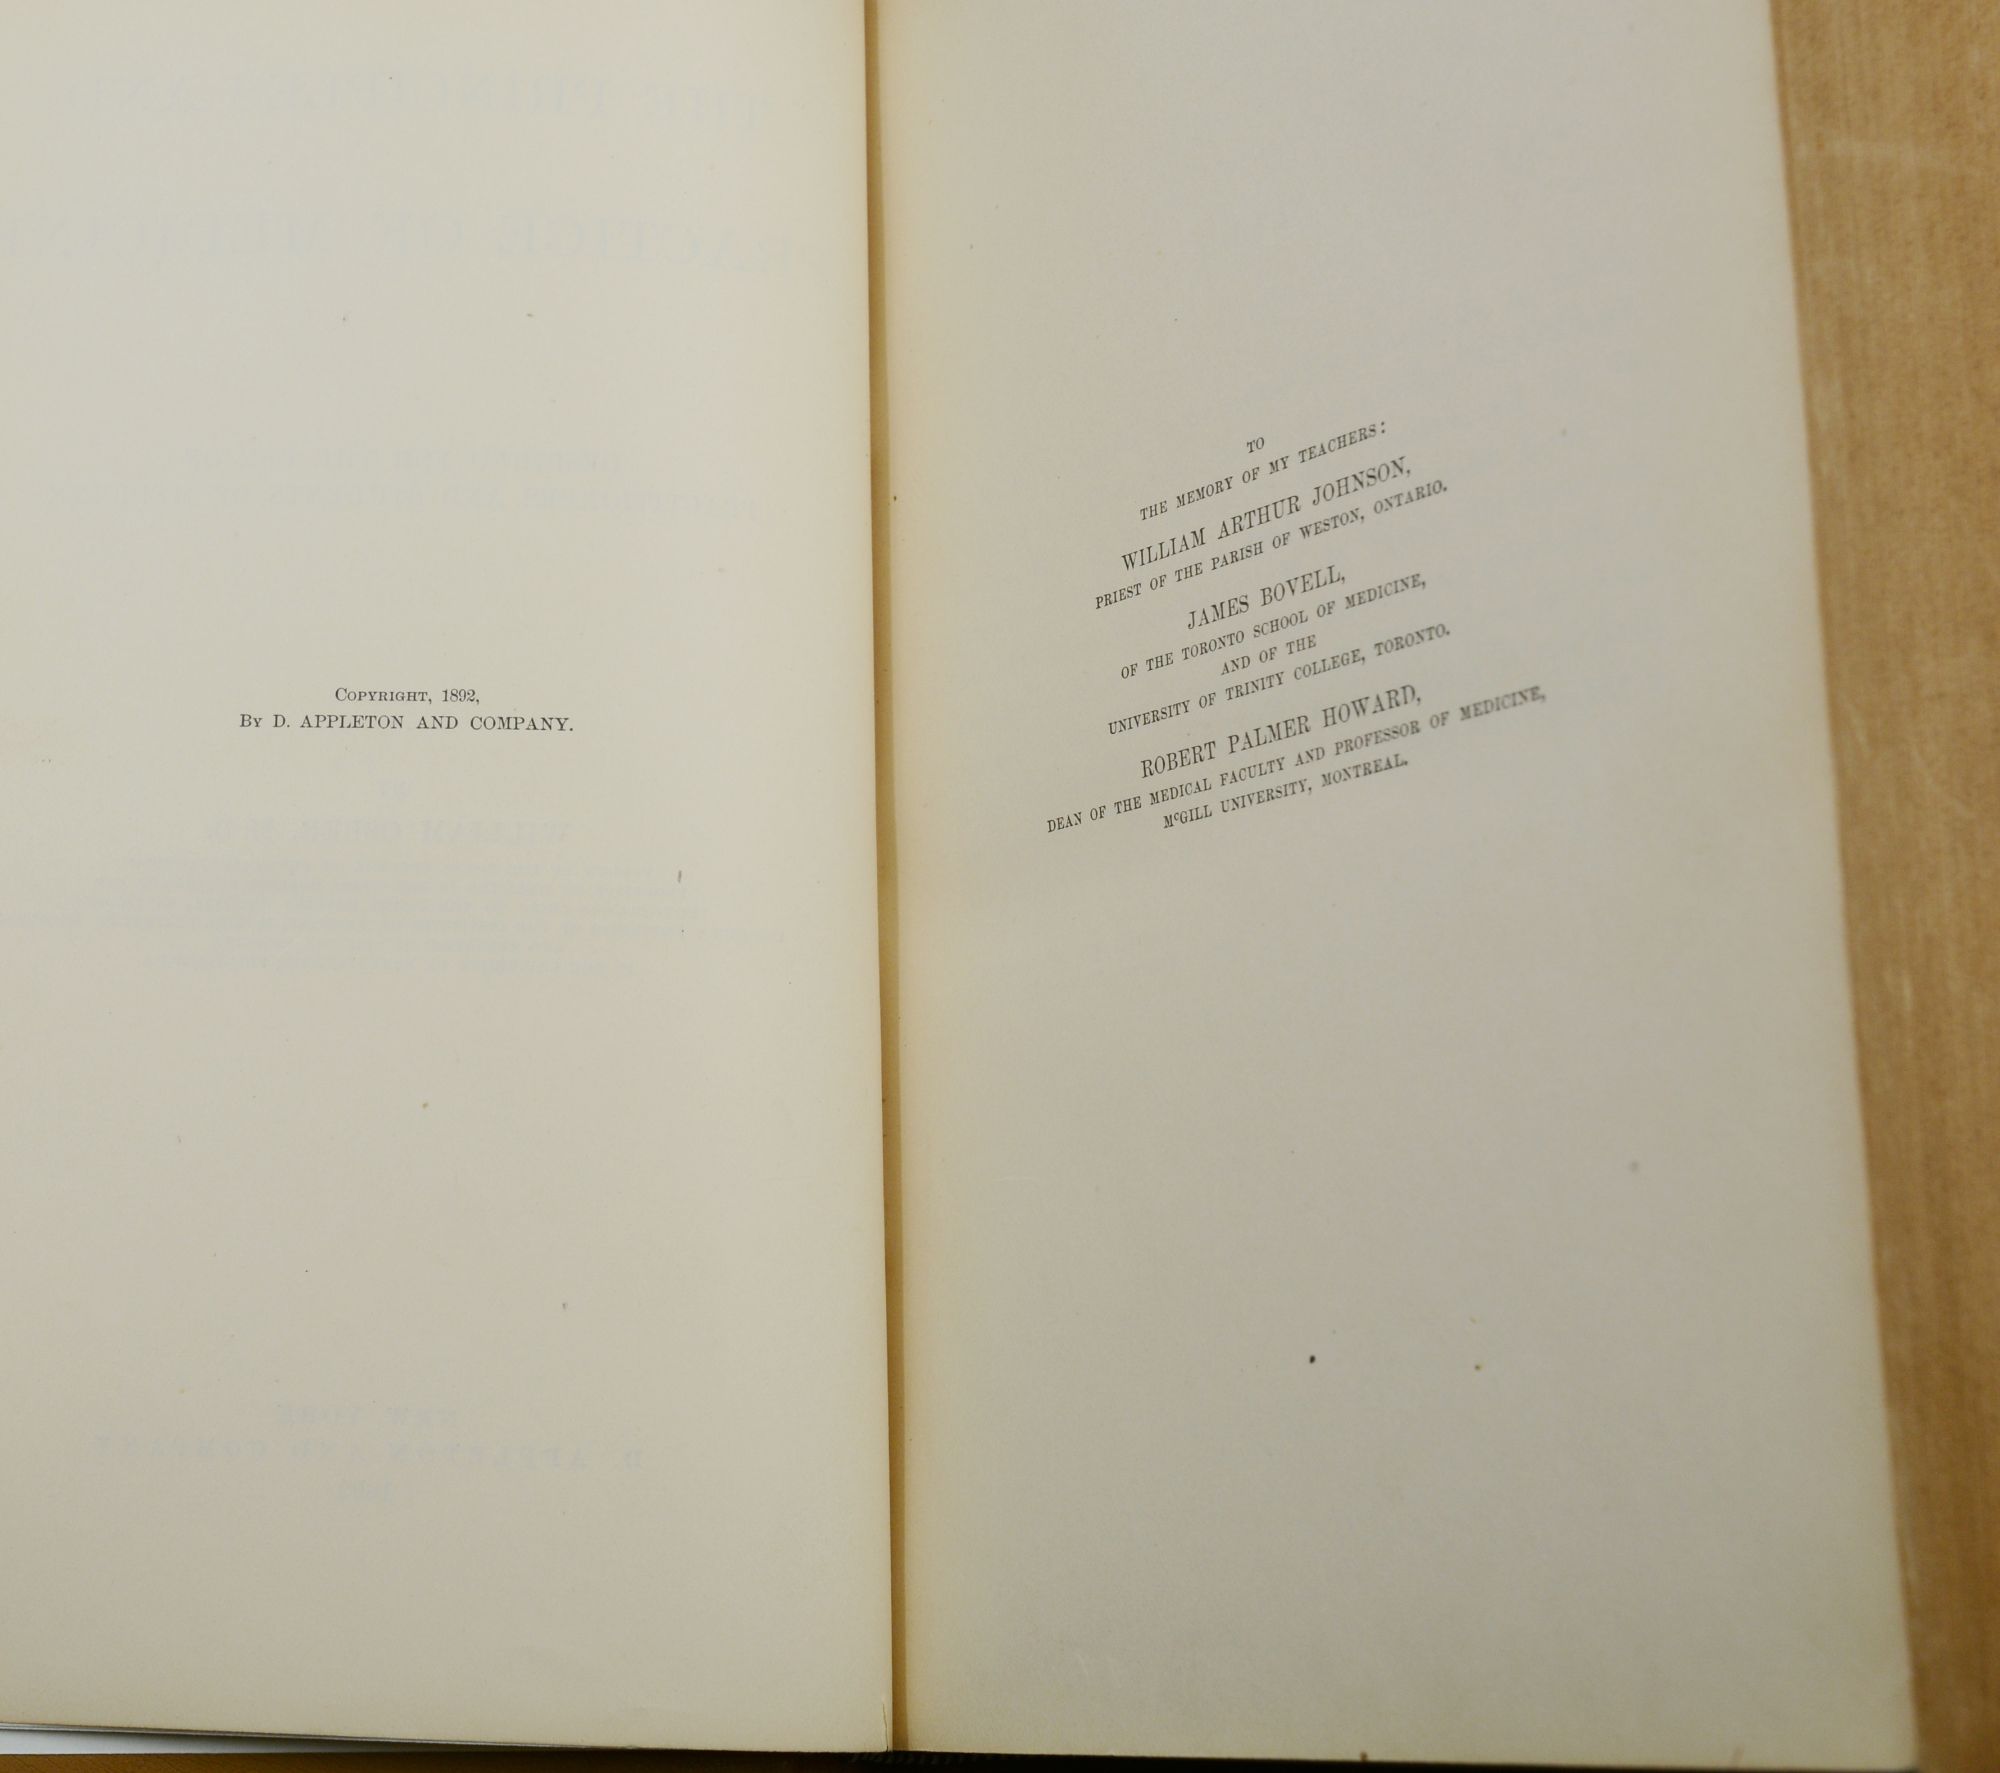 COPYRIGHT, 1892,
BY D. APPLETON AND COMPANY.
TO
THE MEMORY OF MY TEACHERS:
WILLIAM ARTHUR JOHNSON,
PRIEST OF THE PARISH OF WESTON, ONTARIO.
JAMES BOVELL,
OF THE TORONTO SCHOOL OF MEDICINE,
AND OF THE
UNIVERSITY OF TRINITY COLLEGE, TORONTO.
ROBERT PALMER HOWARD,
DEAN OF THE MEDICAL FACULTY AND PROFESSOR OF MEDICINE,
McGILL UNIVERSITY, MONTREAL.